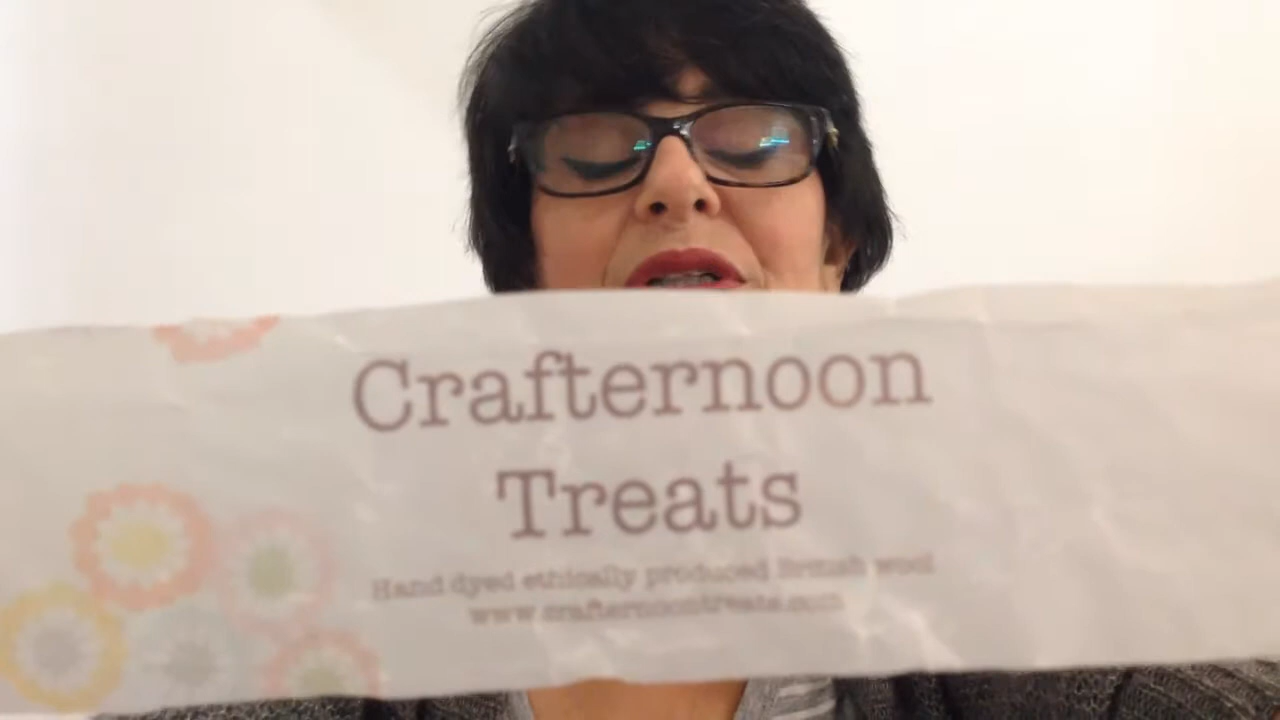 Crafternoon
Treats
Hand dyed ethically produced British wool
www.crafternoontreats.com